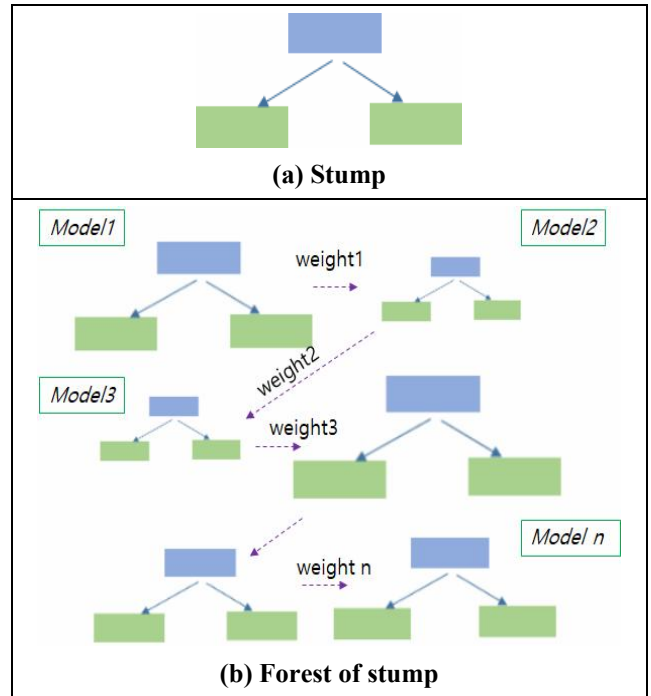 (a) Stump
Model1
Model2
weight1
weight2
Model3
weight3
Model n
weight n
(b) Forest of stump